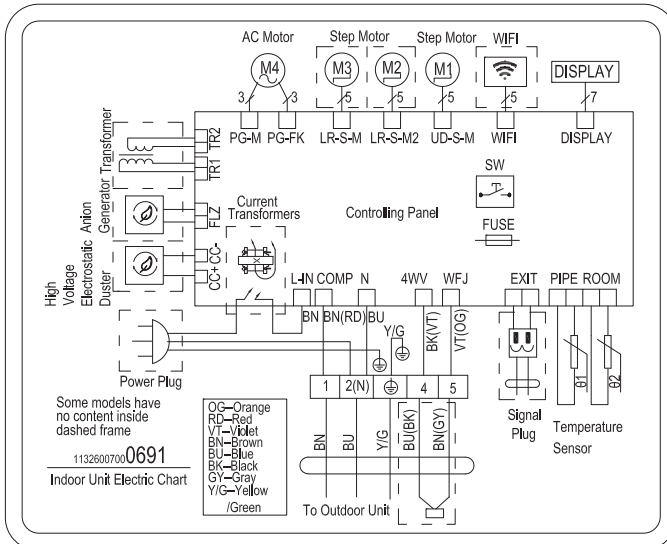 AC Motor
Step Motor
Step Motor
WIFI
M4
M3
M2
M1
DISPLAY
3
3
5
5
5
5
7
PG-M
PG-FK
LR-S-M
LR-S-M2
UD-S-M
WIFI
DISPLAY
Transformer
TR2
TR1
Anion
Generator
FLZ
High
Voltage
Electrostatic
Duster
CC-
CC+
Current
Transformers
Controlling Panel
SW
FUSE
L-IN
COMP
N
4WV
WFJ
EXIT
PIPE
ROOM
BN
BN(RD)
BU
Y/G
BK(VT)
VT(OG)
θ1
θ2
Power Plug
1
2(N)
4
5
Signal
Plug
Temperature
Sensor
Some models have
no content inside
dashed frame
11326007000691
Indoor Unit Electric Chart
OG—Orange
RD—Red
VT—Violet
BN—Brown
BU—Blue
BK—Black
GY—Gray
Y/G—Yellow
/Green
BN
BU
Y/G
BU(BK)
BN(GY)
To Outdoor Unit